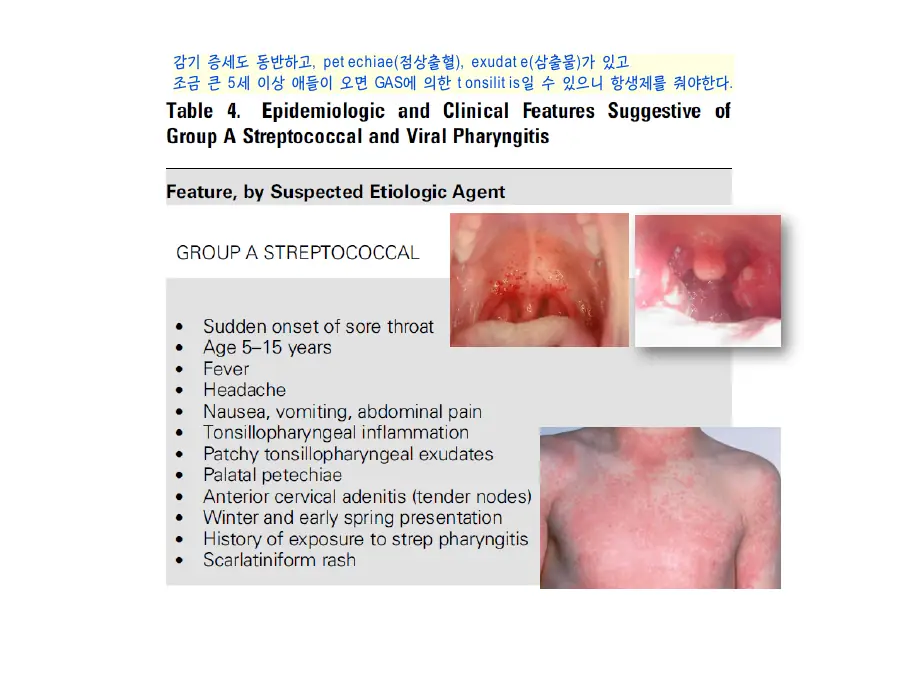 감기 증세도 동반하고, petechiae(점상출혈), exudate(삼출물)가 있고
조금 큰 5세 이상 애들이 오면 GAS에 의한 tonsilitis일 수 있으니 항생제를 줘야한다.
Table 4. Epidemiologic and Clinical Features Suggestive of
Group A Streptococcal and Viral Pharyngitis
Feature, by Suspected Etiologic Agent
GROUP A STREPTOCOCCAL
• Sudden onset of sore throat
• Age 5–15 years
• Fever
• Headache
• Nausea, vomiting, abdominal pain
• Tonsillopharyngeal inflammation
• Patchy tonsillopharyngeal exudates
• Palatal petechiae
• Anterior cervical adenitis (tender nodes)
• Winter and early spring presentation
• History of exposure to strep pharyngitis
• Scarlatiniform rash